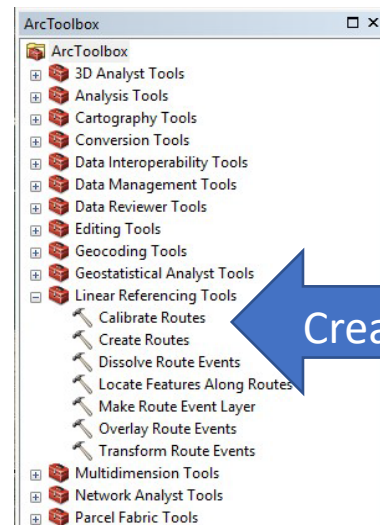 ArcToolbox
ArcToolbox
3D Analyst Tools
Analysis Tools
Cartography Tools
Conversion Tools
Data Interoperability Tools
Data Management Tools
Data Reviewer Tools
Editing Tools
Geocoding Tools
Geostatistical Analyst Tools
Linear Referencing Tools
Calibrate Routes
Create Routes
Dissolve Route Events
Locate Features Along Routes
Make Route Event Layer
Overlay Route Events
Transform Route Events
Multidimension Tools
Network Analyst Tools
Parcel Fabric Tools
Crea